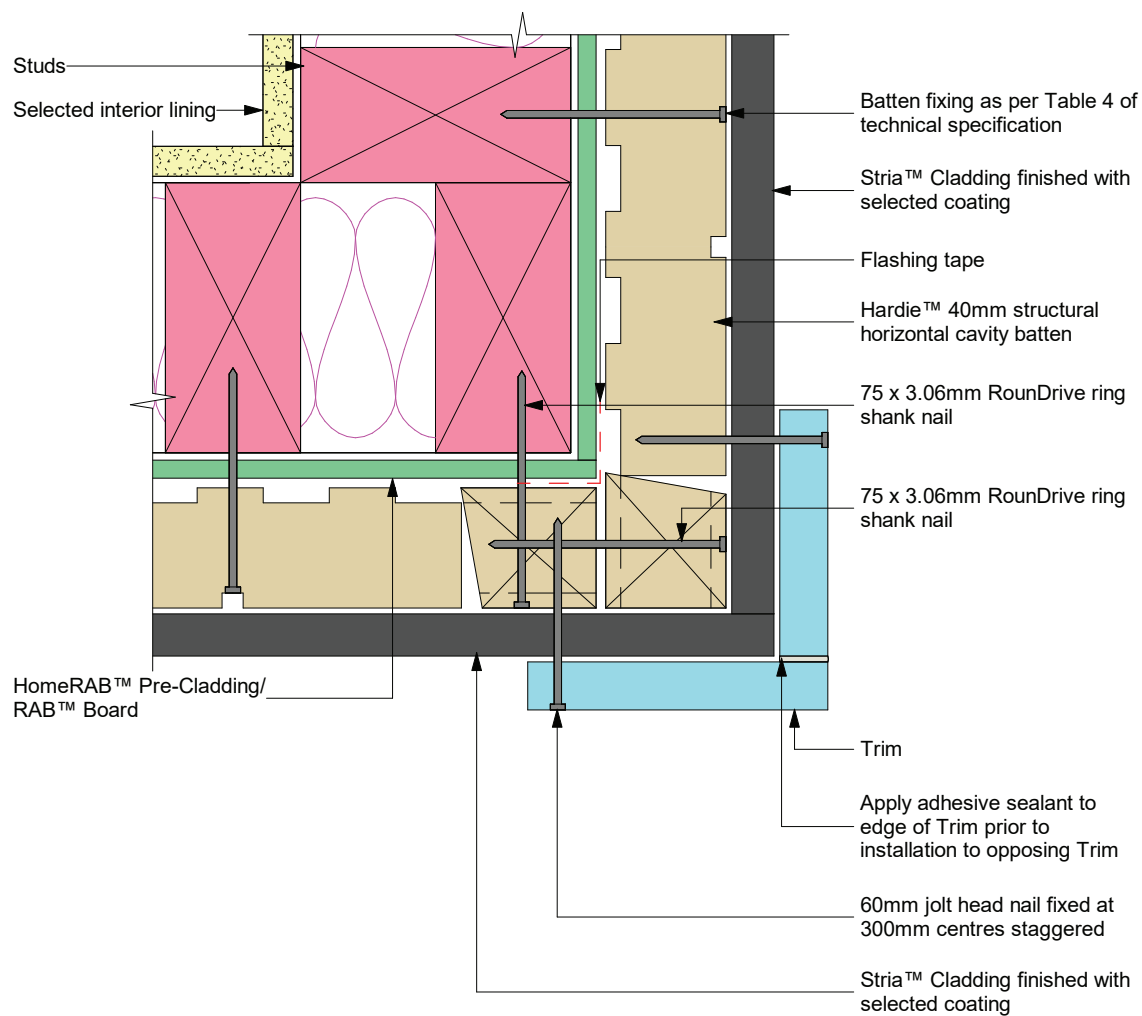 Studs
Selected interior lining
Batten fixing as per Table 4 of
technical specification
Stria™ Cladding finished with
selected coating
Flashing tape
Hardie™ 40mm structural
horizontal cavity batten
75 x 3.06mm RounDrive ring
shank nail
75 x 3.06mm RounDrive ring
shank nail
HomeRAB™ Pre-Cladding/
RAB™ Board
Trim
Apply adhesive sealant to
edge of Trim prior to
installation to opposing Trim
60mm jolt head nail fixed at
300mm centres staggered
Stria™ Cladding finished with
selected coating